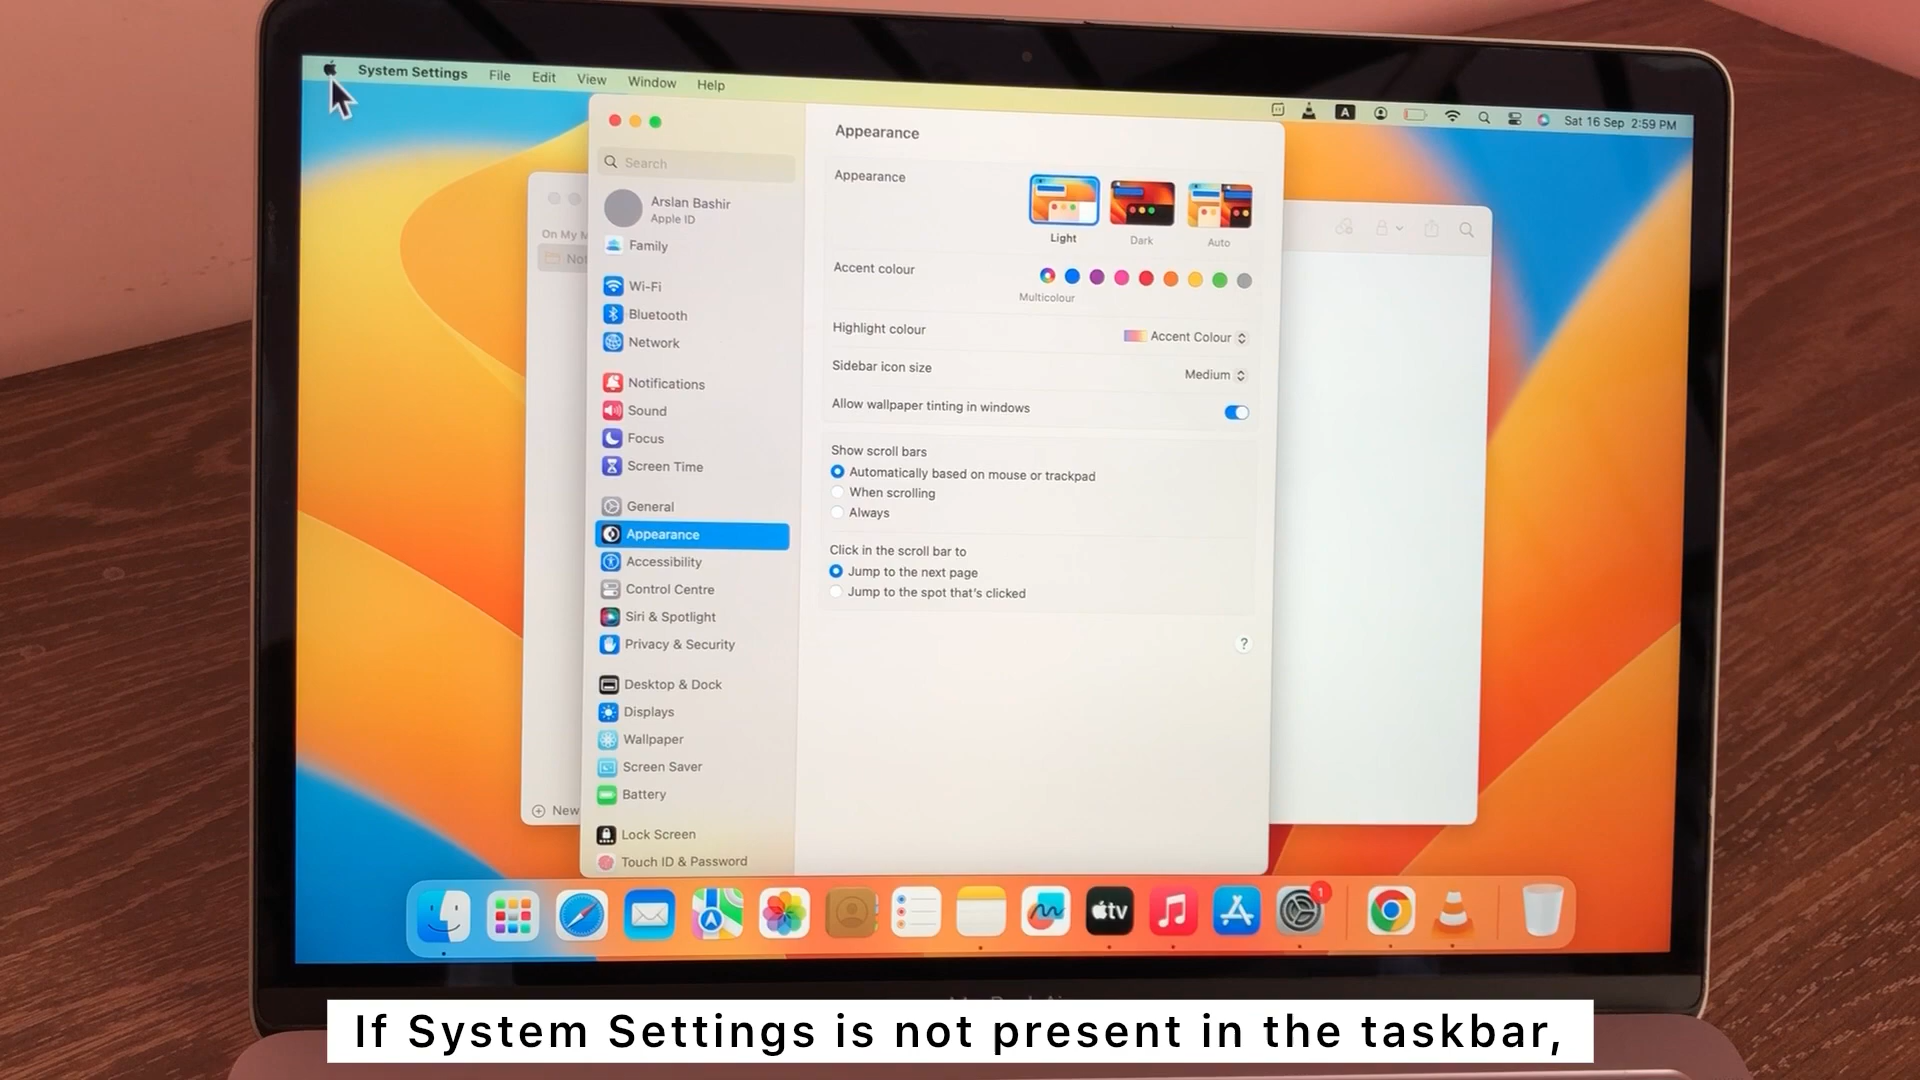 System Settings File Edit View Window Help
A Sat 16 Sep 2:59 PM
Search
Arslan Bashir
Apple ID
Family
Wi-Fi
Bluetooth
Network
Notifications
Sound
Focus
Screen Time
General
Appearance
Accessibility
Control Centre
Siri & Spotlight
Privacy & Security
Desktop & Dock
Displays
Wallpaper
Screen Saver
Battery
Lock Screen
Touch ID & Password
On My M
Not
New
Appearance
Appearance
Light
Dark
Auto
Accent colour
Multicolour
Highlight colour
Accent Colour
Sidebar icon size
Medium
Allow wallpaper tinting in windows
Show scroll bars
Automatically based on mouse or trackpad
When scrolling
Always
Click in the scroll bar to
Jump to the next page
Jump to the spot that's clicked
?
tv
1
If System Settings is not present in the taskbar,